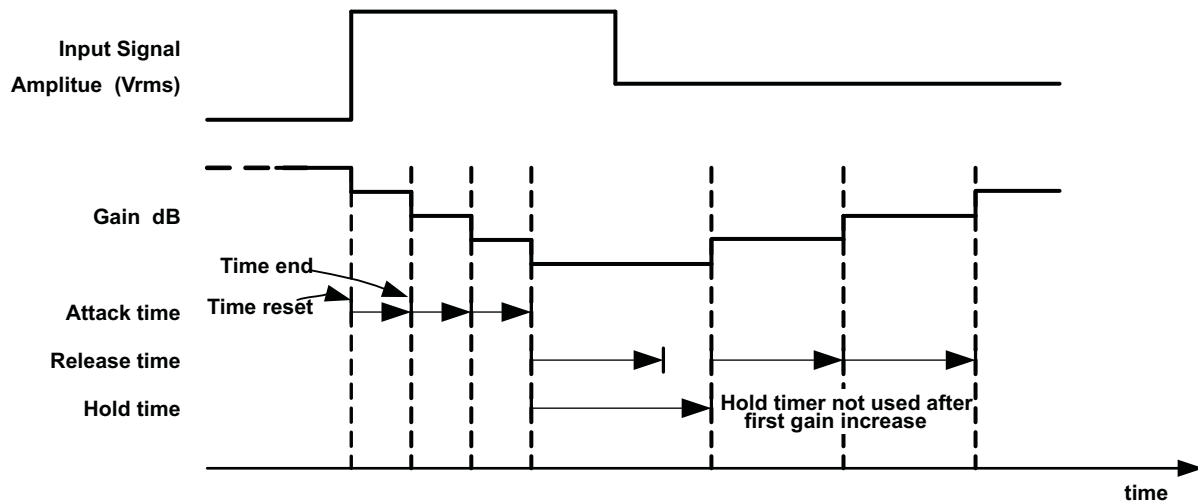 Input Signal
Amplitue (Vrms)
Gain dB
Time end
Time reset
Attack time
Release time
Hold time
Hold timer not used after
first gain increase
time